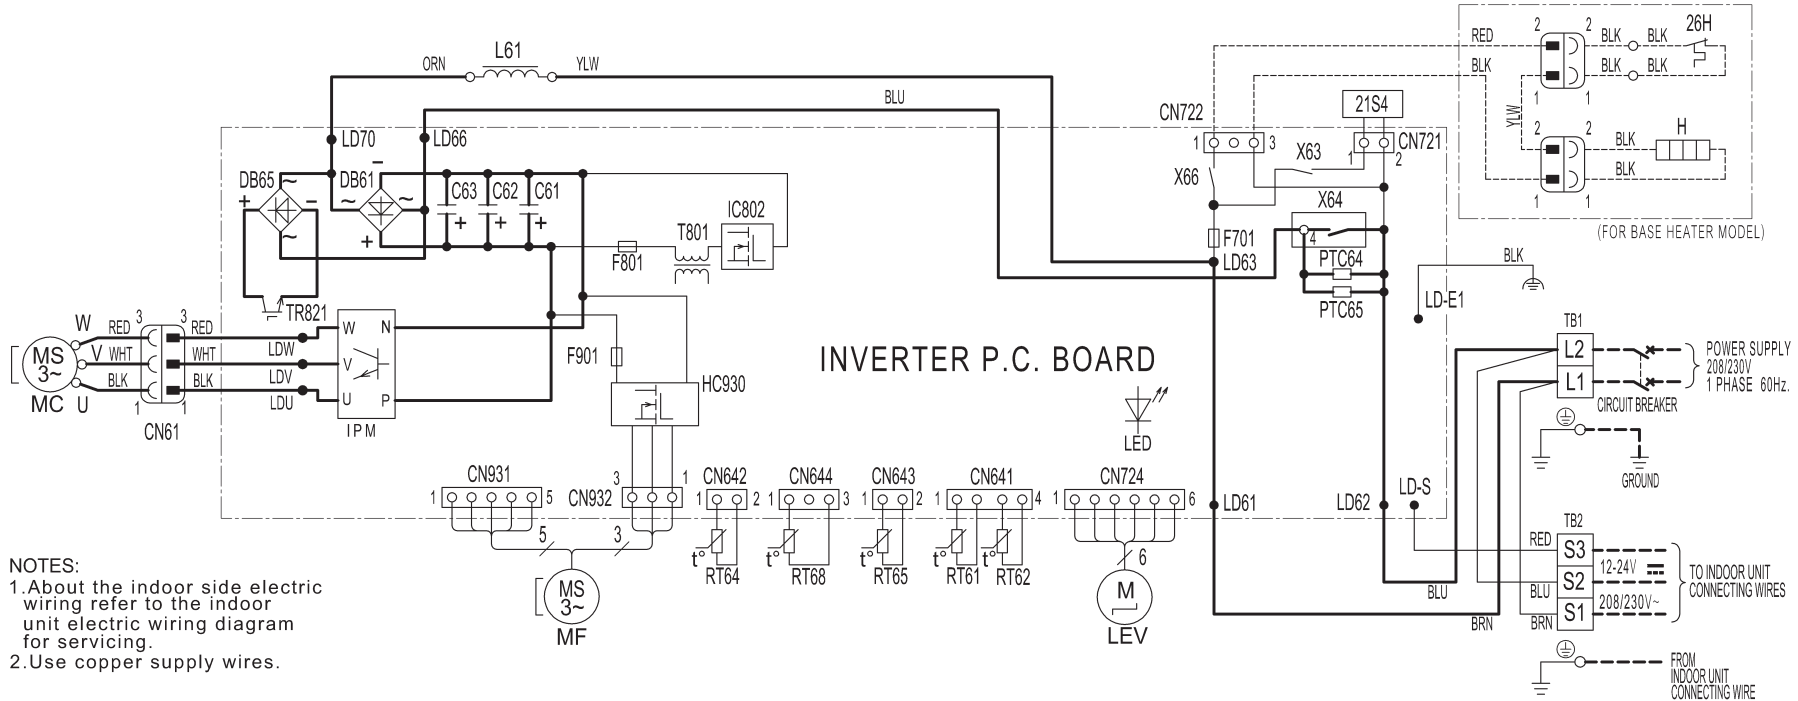 L61
ORN
YLW
BLU
LD70
LD66
DB65
~
+
−
~
DB61
−
~
~
+
C63
C62
C61
+
+
+
IC802
T801
F801
TR821
F901
HC930
W
V
U
N
P
IPM
LDW
LDV
LDU
W
V
U
RED
WHT
BLK
RED
WHT
BLK
3
3
1
1
CN61
MS
3~
MC
INVERTER P.C. BOARD
LED
CN722
1
3
X66
X63
F701
LD63
21S4
CN721
1
2
X64
4
PTC64
PTC65
RED
BLK
YLW
2
2
1
1
BLK
BLK
BLK
BLK
26H
2
2
1
1
BLK
BLK
H
(FOR BASE HEATER MODEL)
BLK
LD-E1
TB1
L2
L1
POWER SUPPLY
208/230V
1 PHASE 60Hz.
CIRCUIT BREAKER
GROUND
LD61
LD62
LD-S
TB2
RED
S3
12-24V
BLU
BLU
S2
208/230V~
BRN
BRN
S1
TO INDOOR UNIT
CONNECTING WIRES
FROM
INDOOR UNIT
CONNECTING WIRE
CN931
1
5
CN932
3
1
5
3
MS
3~
MF
CN642
1
2
t°
RT64
CN644
1
3
t°
RT68
CN643
1
2
t°
RT65
CN641
1
4
t°
RT61
t°
RT62
CN724
1
6
6
M
LEV
NOTES:
1.About the indoor side electric
wiring refer to the indoor
unit electric wiring diagram
for servicing.
2.Use copper supply wires.